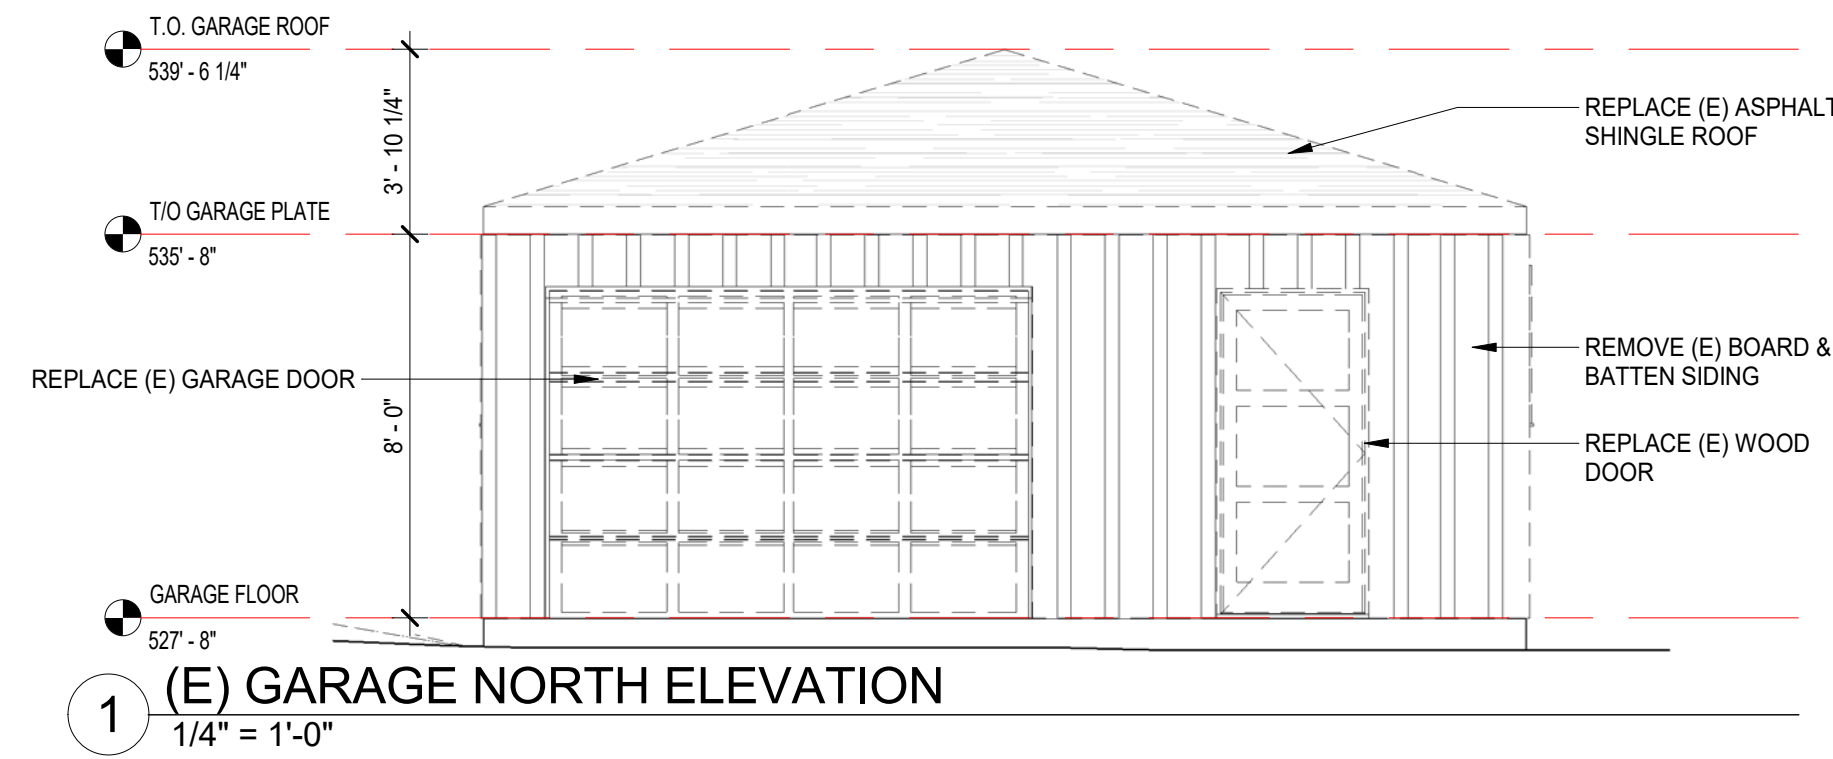 T.O. GARAGE ROOF
539' - 6 1/4"
3' - 10 1/4"
REPLACE (E) ASPHALT
SHINGLE ROOF
T/O GARAGE PLATE
535' - 8"
REPLACE (E) GARAGE DOOR
8' - 0"
REMOVE (E) BOARD &
BATTEN SIDING
REPLACE (E) WOOD
DOOR
GARAGE FLOOR
527' - 8"
1
(E) GARAGE NORTH ELEVATION
1/4" = 1'-0"